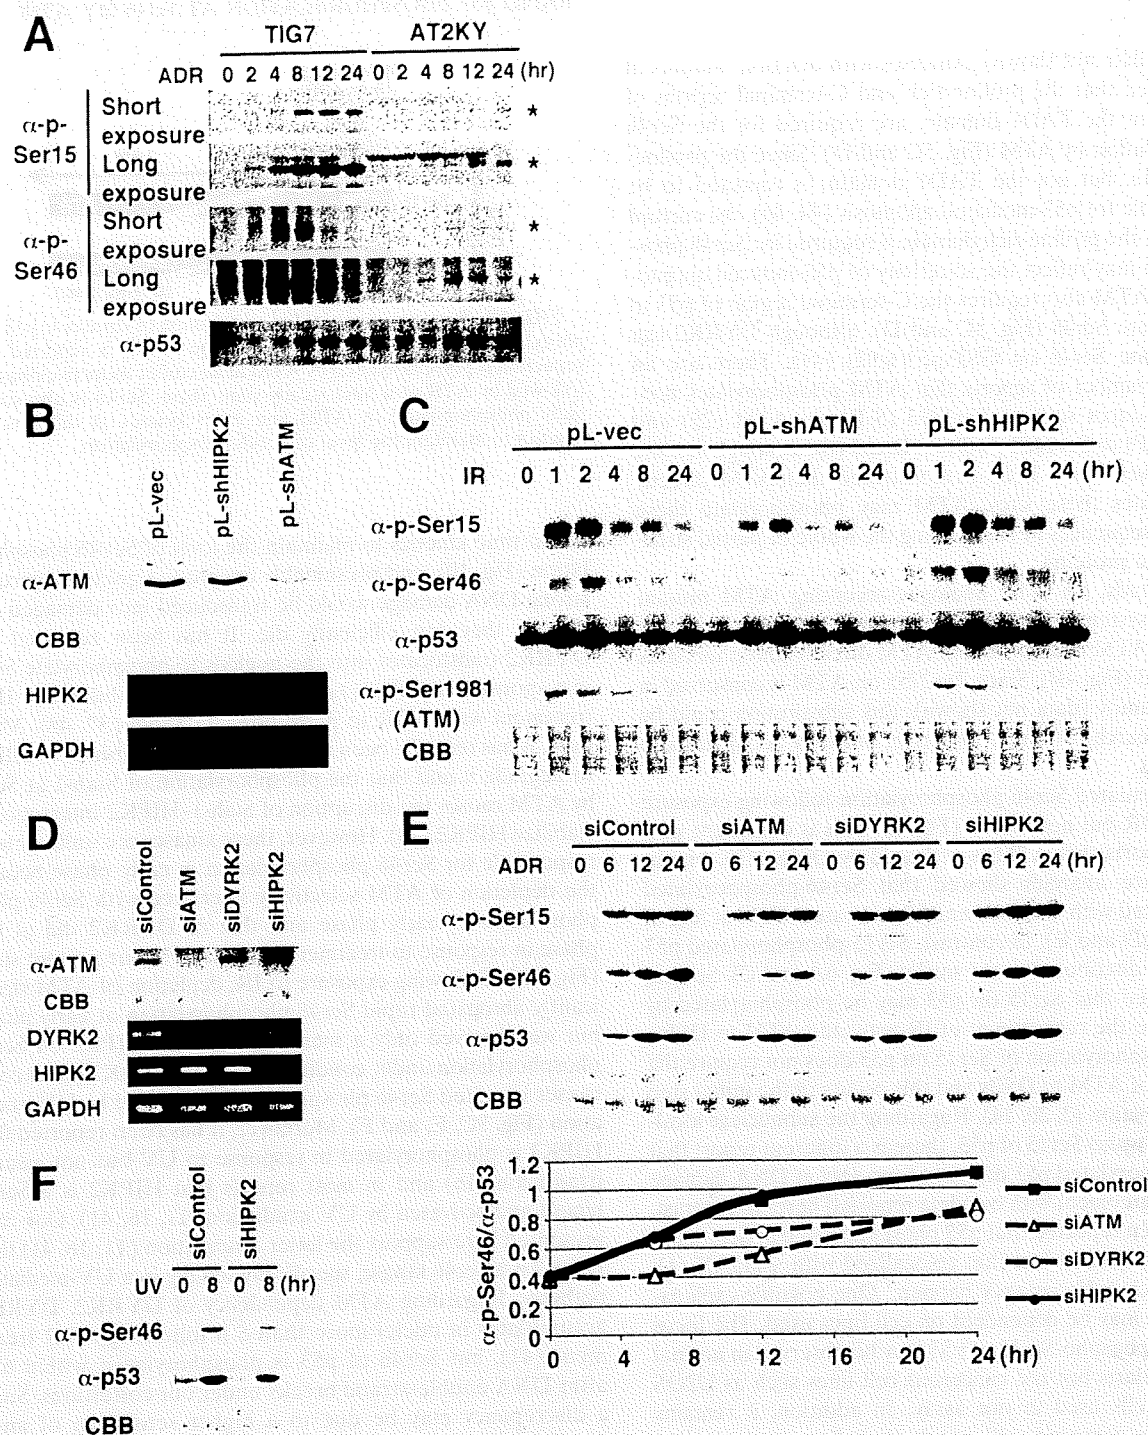 A
TIG7 AT2KY
ADR 0 2 4 8 12 24 0 2 4 8 12 24 (hr)
α-p-Ser15
Short exposure *
Long exposure *
α-p-Ser46
Short exposure *
Long exposure *
α-p53
B
pL-vec pL-shHIPK2 pL-shATM
α-ATM
CBB
HIPK2
GAPDH
C
pL-vec pL-shATM pL-shHIPK2
IR 0 1 2 4 8 24 0 1 2 4 8 24 0 1 2 4 8 24 (hr)
α-p-Ser15
α-p-Ser46
α-p53
α-p-Ser1981
(ATM)
CBB
D
siControl siATM siDYRK2 siHIPK2
α-ATM
CBB
DYRK2
HIPK2
GAPDH
E
siControl siATM siDYRK2 siHIPK2
ADR 0 6 12 24 0 6 12 24 0 6 12 24 0 6 12 24 (hr)
α-p-Ser15
α-p-Ser46
α-p53
CBB
α-p-Ser46/α-p53
1.2
1
0.8
0.6
0.4
0.2
0
0 4 8 12 16 20 24 (hr)
siControl
siATM
siDYRK2
siHIPK2
F
siControl siHIPK2
UV 0 8 0 8 (hr)
α-p-Ser46
α-p53
CBB